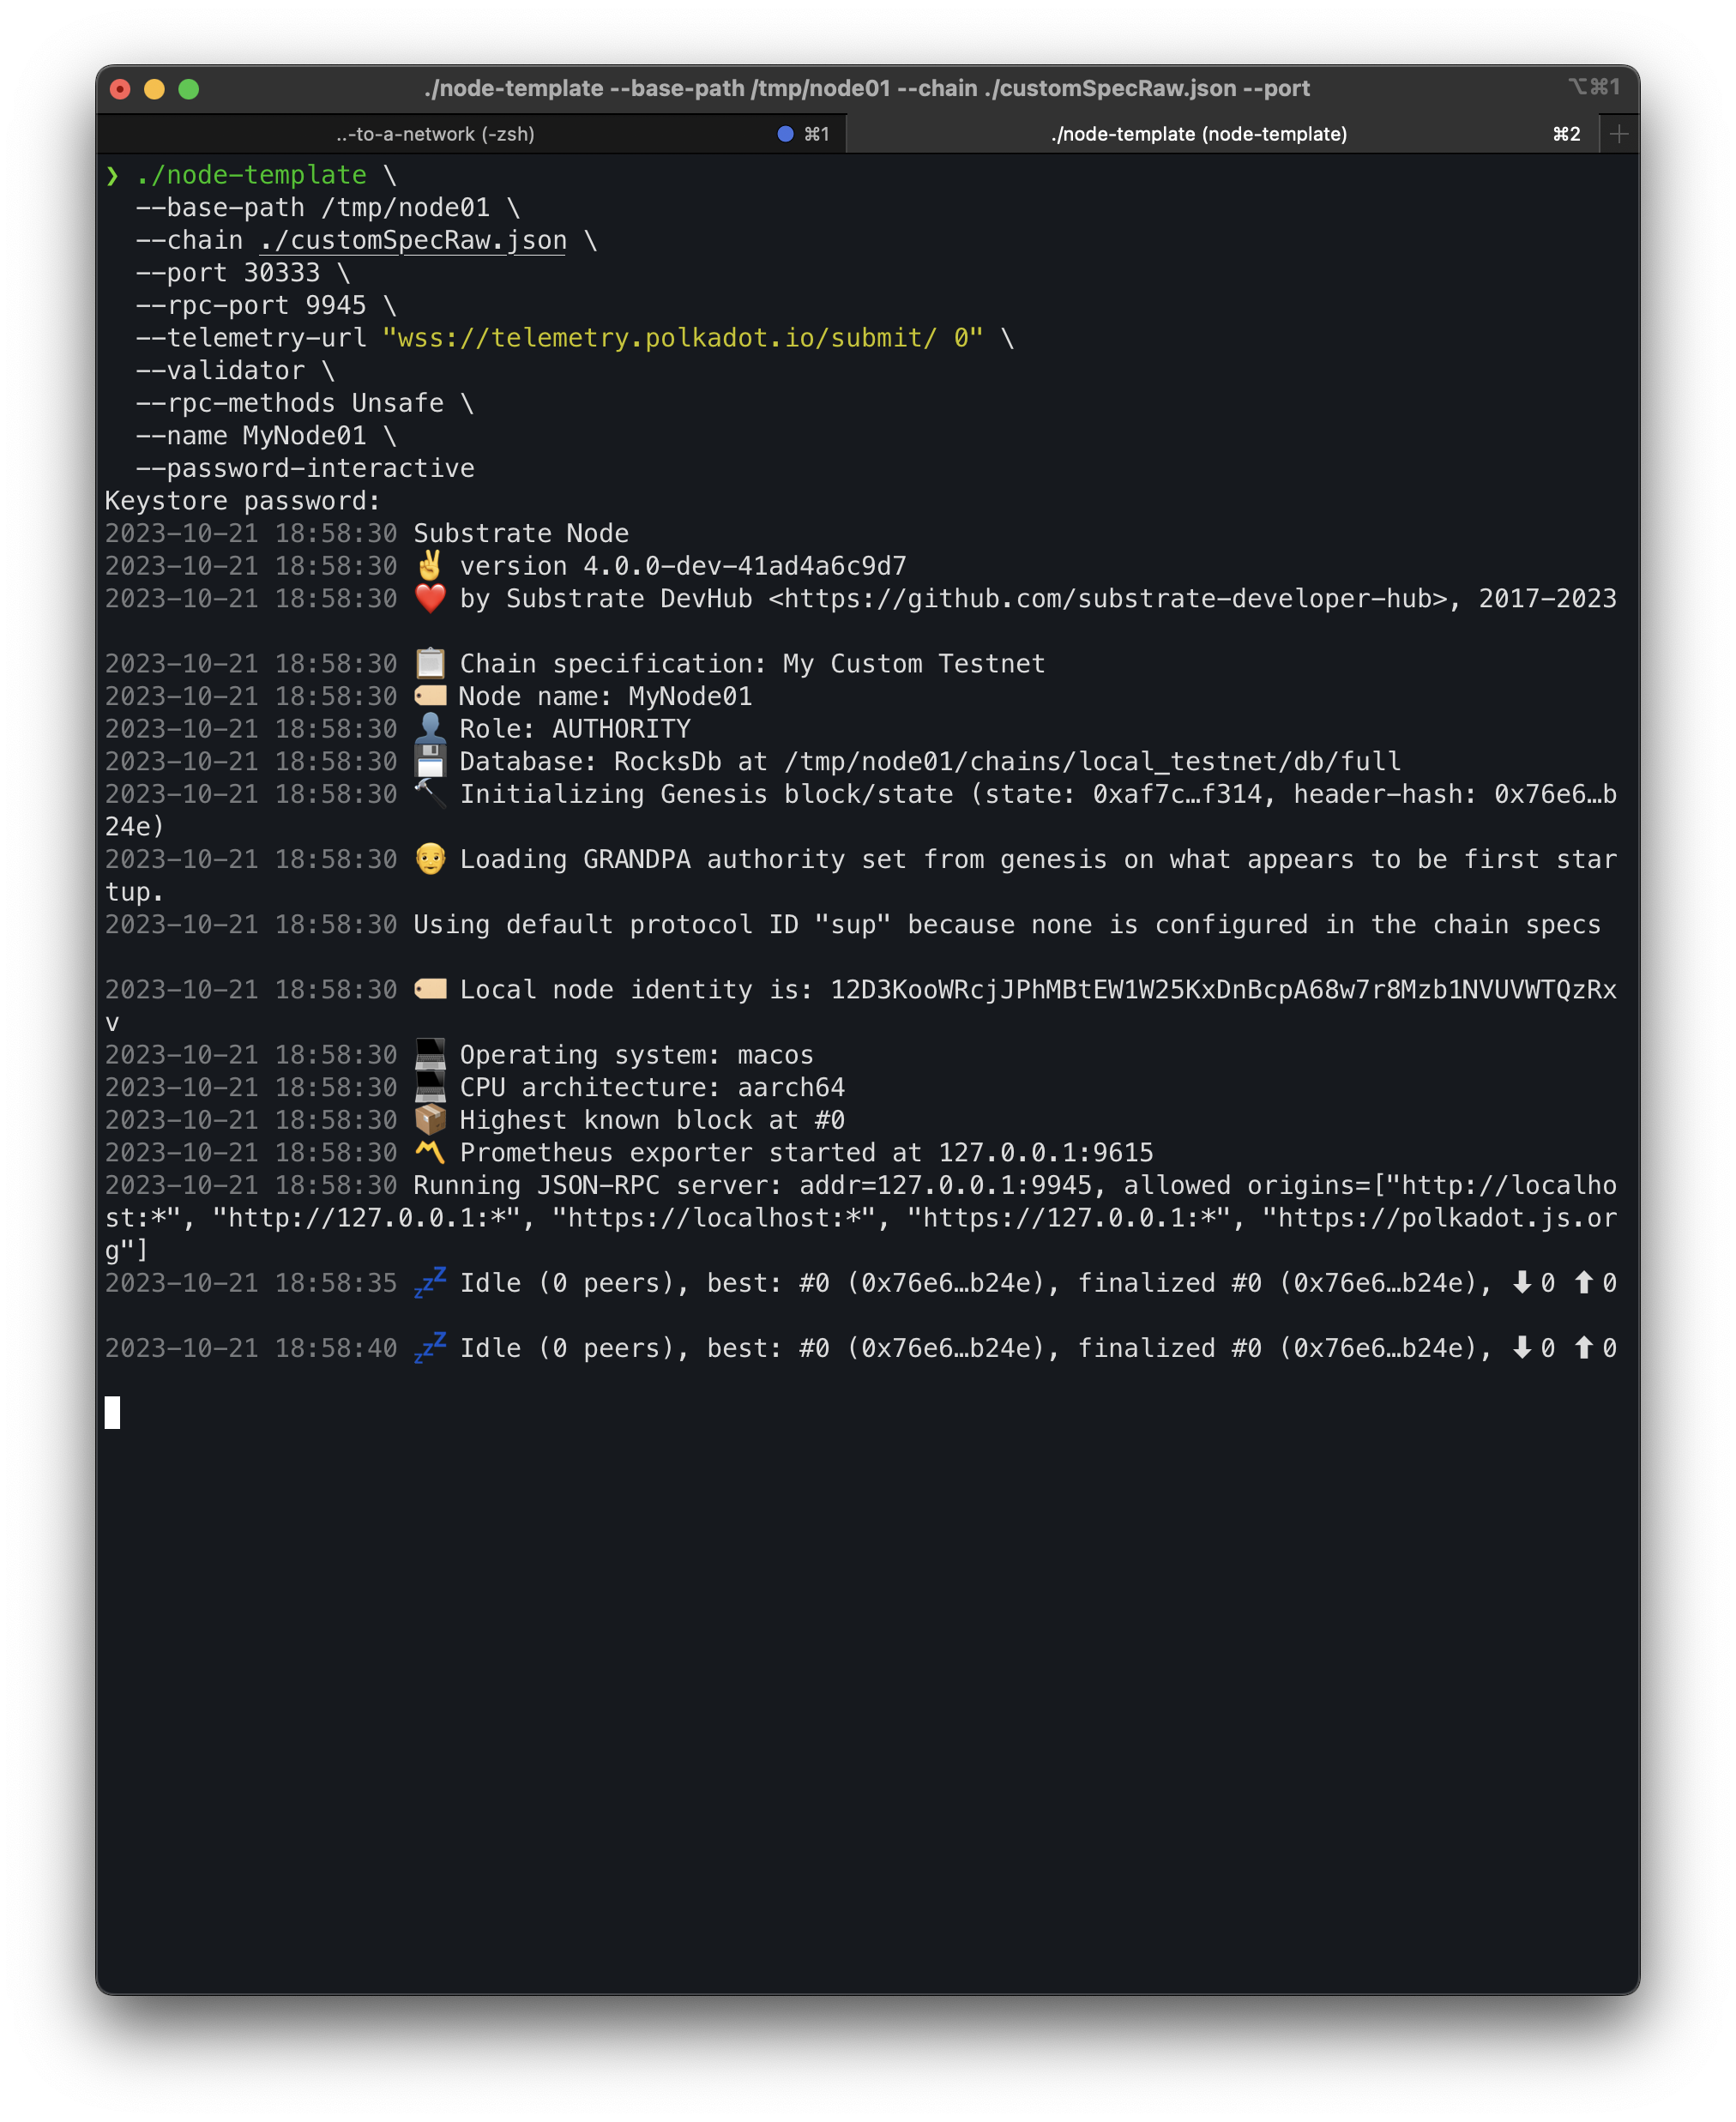 ./node-template --base-path /tmp/node01 --chain ./customSpecRaw.json --port
⌥⌘1
..-to-a-network (-zsh)
⌘1
./node-template (node-template)
⌘2
❯ ./node-template \
--base-path /tmp/node01 \
--chain ./customSpecRaw.json \
--port 30333 \
--rpc-port 9945 \
--telemetry-url "wss://telemetry.polkadot.io/submit/ 0" \
--validator \
--rpc-methods Unsafe \
--name MyNode01 \
--password-interactive
Keystore password:
2023-10-21 18:58:30 Substrate Node
2023-10-21 18:58:30 ✌️ version 4.0.0-dev-41ad4a6c9d7
2023-10-21 18:58:30 ❤️ by Substrate DevHub <https://github.com/substrate-developer-hub>, 2017-2023
2023-10-21 18:58:30 📋 Chain specification: My Custom Testnet
2023-10-21 18:58:30 🏷 Node name: MyNode01
2023-10-21 18:58:30 👤 Role: AUTHORITY
2023-10-21 18:58:30 💾 Database: RocksDb at /tmp/node01/chains/local_testnet/db/full
2023-10-21 18:58:30 🔨 Initializing Genesis block/state (state: 0xaf7c…f314, header-hash: 0x76e6…b
24e)
2023-10-21 18:58:30 👴 Loading GRANDPA authority set from genesis on what appears to be first star
tup.
2023-10-21 18:58:30 Using default protocol ID "sup" because none is configured in the chain specs
2023-10-21 18:58:30 🏷 Local node identity is: 12D3KooWRcjJPhMBtEW1W25KxDnBcpA68w7r8Mzb1NVUVWTQzRx
v
2023-10-21 18:58:30 💻 Operating system: macos
2023-10-21 18:58:30 💻 CPU architecture: aarch64
2023-10-21 18:58:30 📦 Highest known block at #0
2023-10-21 18:58:30 〽️ Prometheus exporter started at 127.0.0.1:9615
2023-10-21 18:58:30 Running JSON-RPC server: addr=127.0.0.1:9945, allowed origins=["http://localho
st:*", "http://127.0.0.1:*", "https://localhost:*", "https://127.0.0.1:*", "https://polkadot.js.or
g"]
2023-10-21 18:58:35 💤 Idle (0 peers), best: #0 (0x76e6…b24e), finalized #0 (0x76e6…b24e), ⬇ 0 ⬆ 0
2023-10-21 18:58:40 💤 Idle (0 peers), best: #0 (0x76e6…b24e), finalized #0 (0x76e6…b24e), ⬇ 0 ⬆ 0